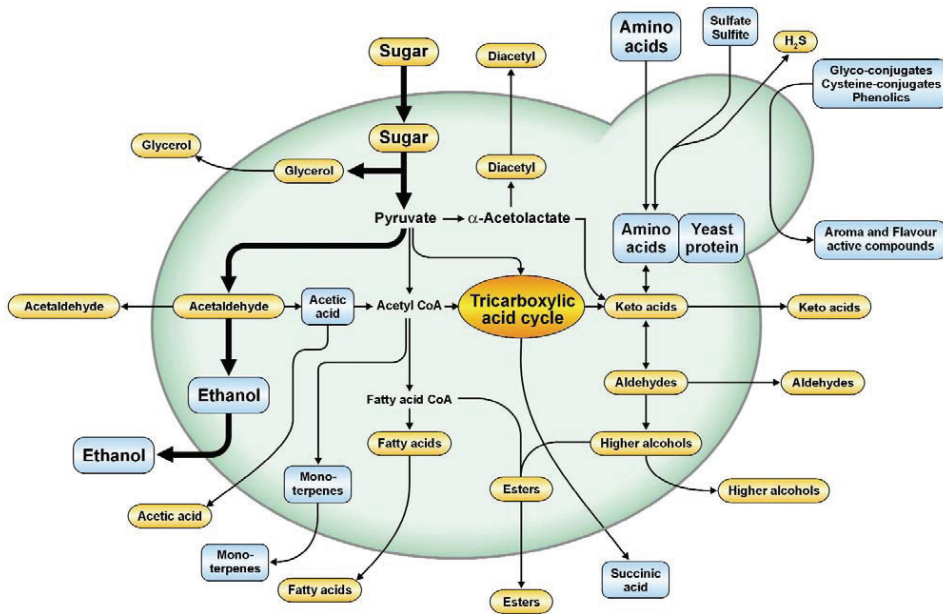 Sugar
Diacetyl
Amino
acids
Sulfate
Sulfite
H₂S
Glyco-conjugates
Cysteine-conjugates
Phenolics
Sugar
Glycerol
Glycerol
Diacetyl
Pyruvate
α-Acetolactate
Amino
acids
Yeast
protein
Aroma and Flavour
active compounds
Acetaldehyde
Acetaldehyde
Acetic
acid
Acetyl CoA
Tricarboxylic
acid cycle
Keto acids
Keto acids
Ethanol
Fatty acid CoA
Aldehydes
Aldehydes
Ethanol
Fatty acids
Higher alcohols
Mono-
terpenes
Esters
Higher alcohols
Acetic acid
Mono-
terpenes
Fatty acids
Esters
Succinic
acid